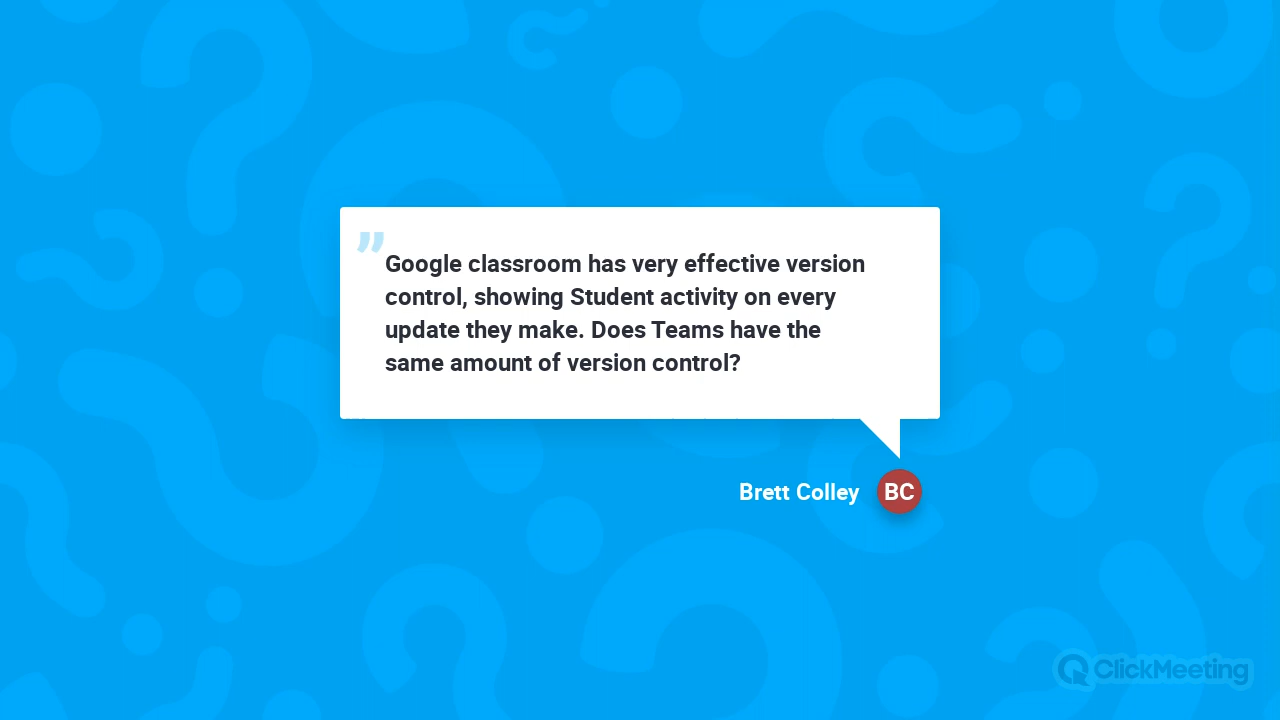 Google classroom has very effective version
control, showing Student activity on every
update they make. Does Teams have the
same amount of version control?
Brett Colley
BC
ClickMeeting